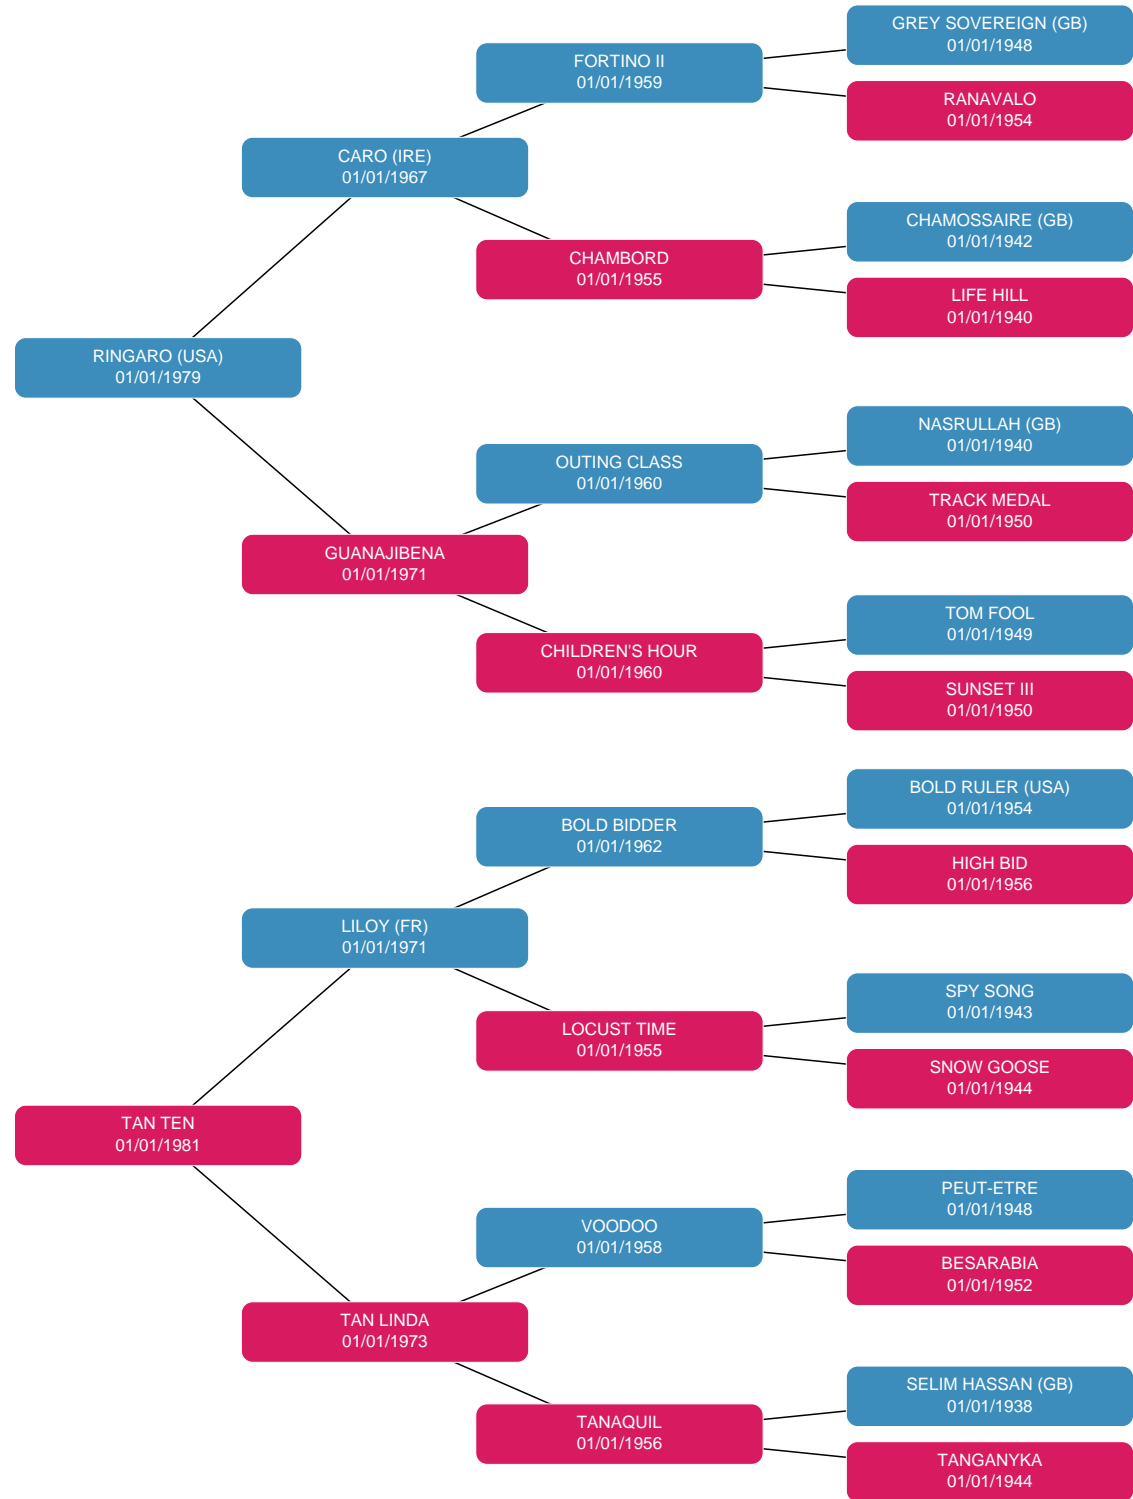 GREY SOVEREIGN (GB)
01/01/1948
FORTINO II
01/01/1959
RANAVALO
01/01/1954
CARO (IRE)
01/01/1967
CHAMOSSAIRE (GB)
01/01/1942
CHAMBORD
01/01/1955
LIFE HILL
01/01/1940
RINGARO (USA)
01/01/1979
NASRULLAH (GB)
01/01/1940
OUTING CLASS
01/01/1960
TRACK MEDAL
01/01/1950
GUANAJIBENA
01/01/1971
TOM FOOL
01/01/1949
CHILDREN'S HOUR
01/01/1960
SUNSET III
01/01/1950
BOLD RULER (USA)
01/01/1954
BOLD BIDDER
01/01/1962
HIGH BID
01/01/1956
LILOY (FR)
01/01/1971
SPY SONG
01/01/1943
LOCUST TIME
01/01/1955
SNOW GOOSE
01/01/1944
TAN TEN
01/01/1981
PEUT-ETRE
01/01/1948
VOODOO
01/01/1958
BESARABIA
01/01/1952
TAN LINDA
01/01/1973
SELIM HASSAN (GB)
01/01/1938
TANAQUIL
01/01/1956
TANGANYKA
01/01/1944